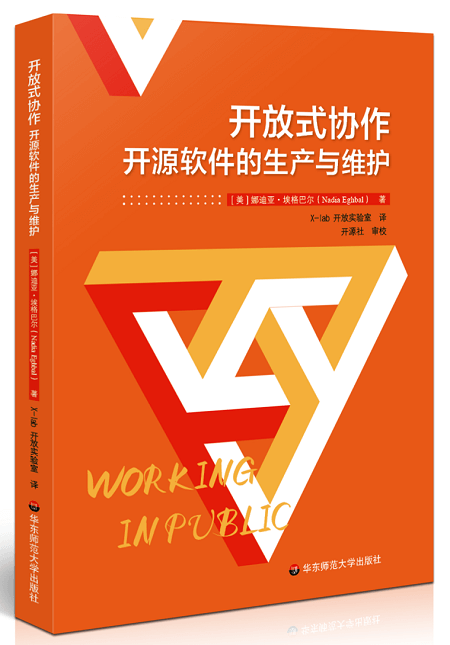 开放式协作
开源软件的生产与维护
[美]娜迪亚·埃格巴尔(Nadia Eghbal) 著
X-lab 开放实验室 译
开源社 审校
WORKING
IN PUBLIC
华东师范大学出版社
开放式协作 开源软件的生产与维护
[美]娜迪亚·埃格巴尔(Nadia Eghbal) 著
X-lab 开放实验室 译
华东师范大学出版社